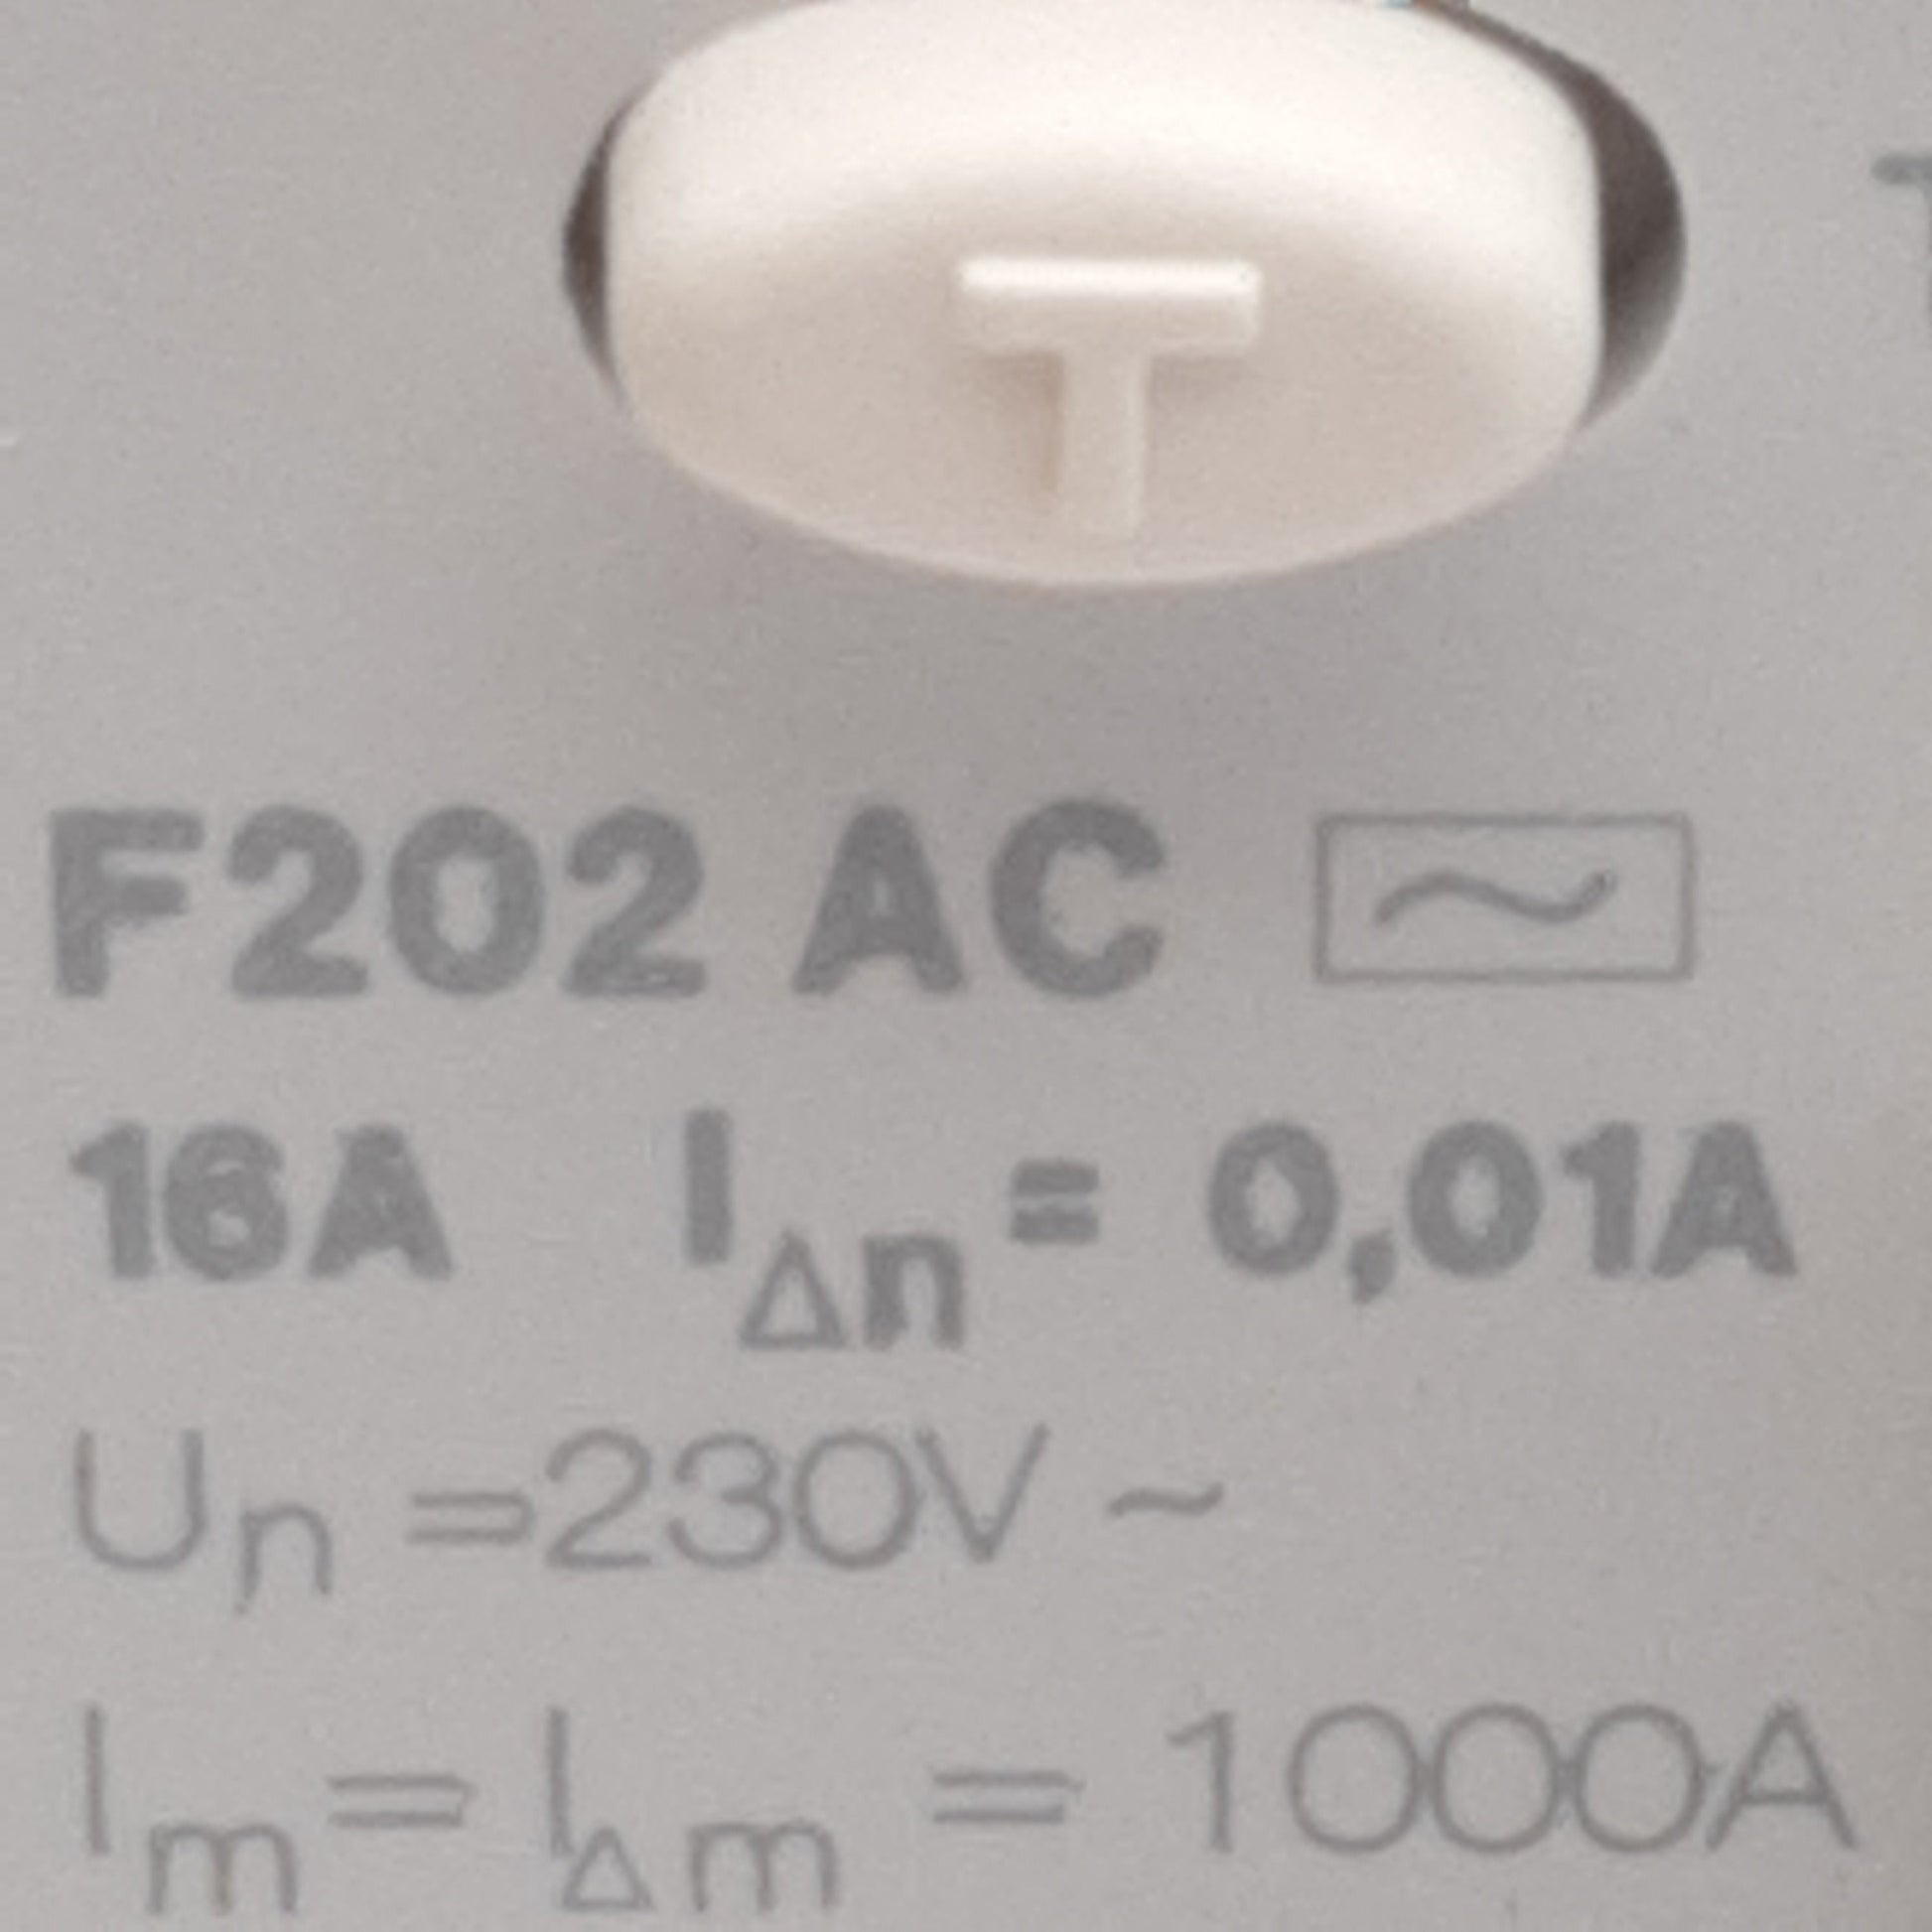 T
F202 AC ~
16A IΔn = 0,01A
Un =230V ~
Im= IΔm = 1000A